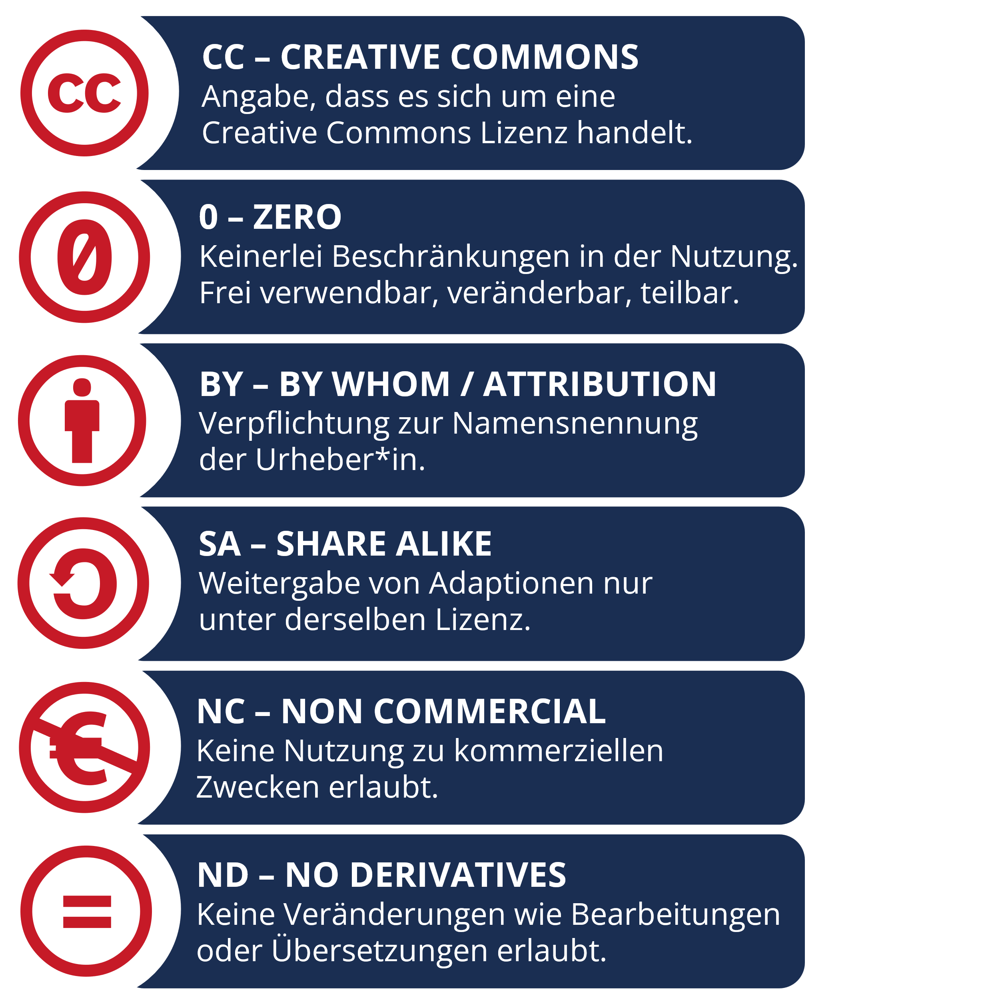 cc
CC – CREATIVE COMMONS
Angabe, dass es sich um eine
Creative Commons Lizenz handelt.
0
0 – ZERO
Keinerlei Beschränkungen in der Nutzung.
Frei verwendbar, veränderbar, teilbar.
BY – BY WHOM / ATTRIBUTION
Verpflichtung zur Namensnennung
der Urheber*in.
SA – SHARE ALIKE
Weitergabe von Adaptionen nur
unter derselben Lizenz.
€
NC – NON COMMERCIAL
Keine Nutzung zu kommerziellen
Zwecken erlaubt.
=
ND – NO DERIVATIVES
Keine Veränderungen wie Bearbeitungen
oder Übersetzungen erlaubt.